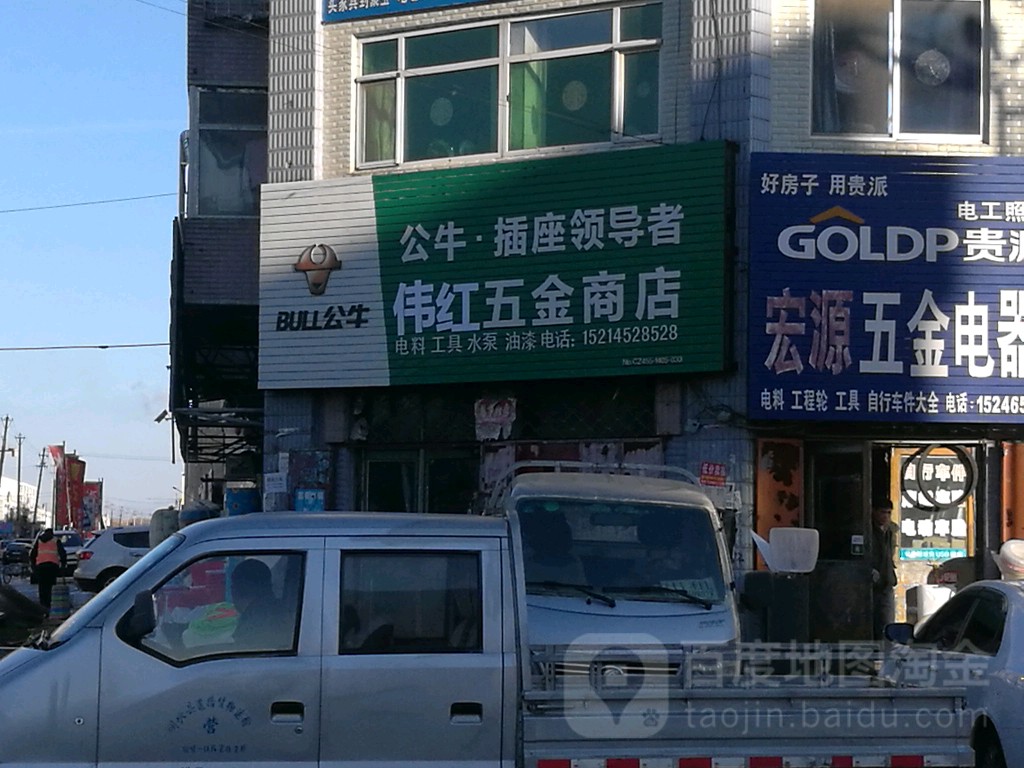 公牛·插座领导者
BULL公牛
伟红五金商店
电料 工具 水泵 油漆 电话: 15214528528
好房子 用贵派
电工照
GOLDP贵派
宏源五金电器
电料 工程轮 工具 自行车件大全 电话-15246
营
百度地图淘金
taojin.baidu.com